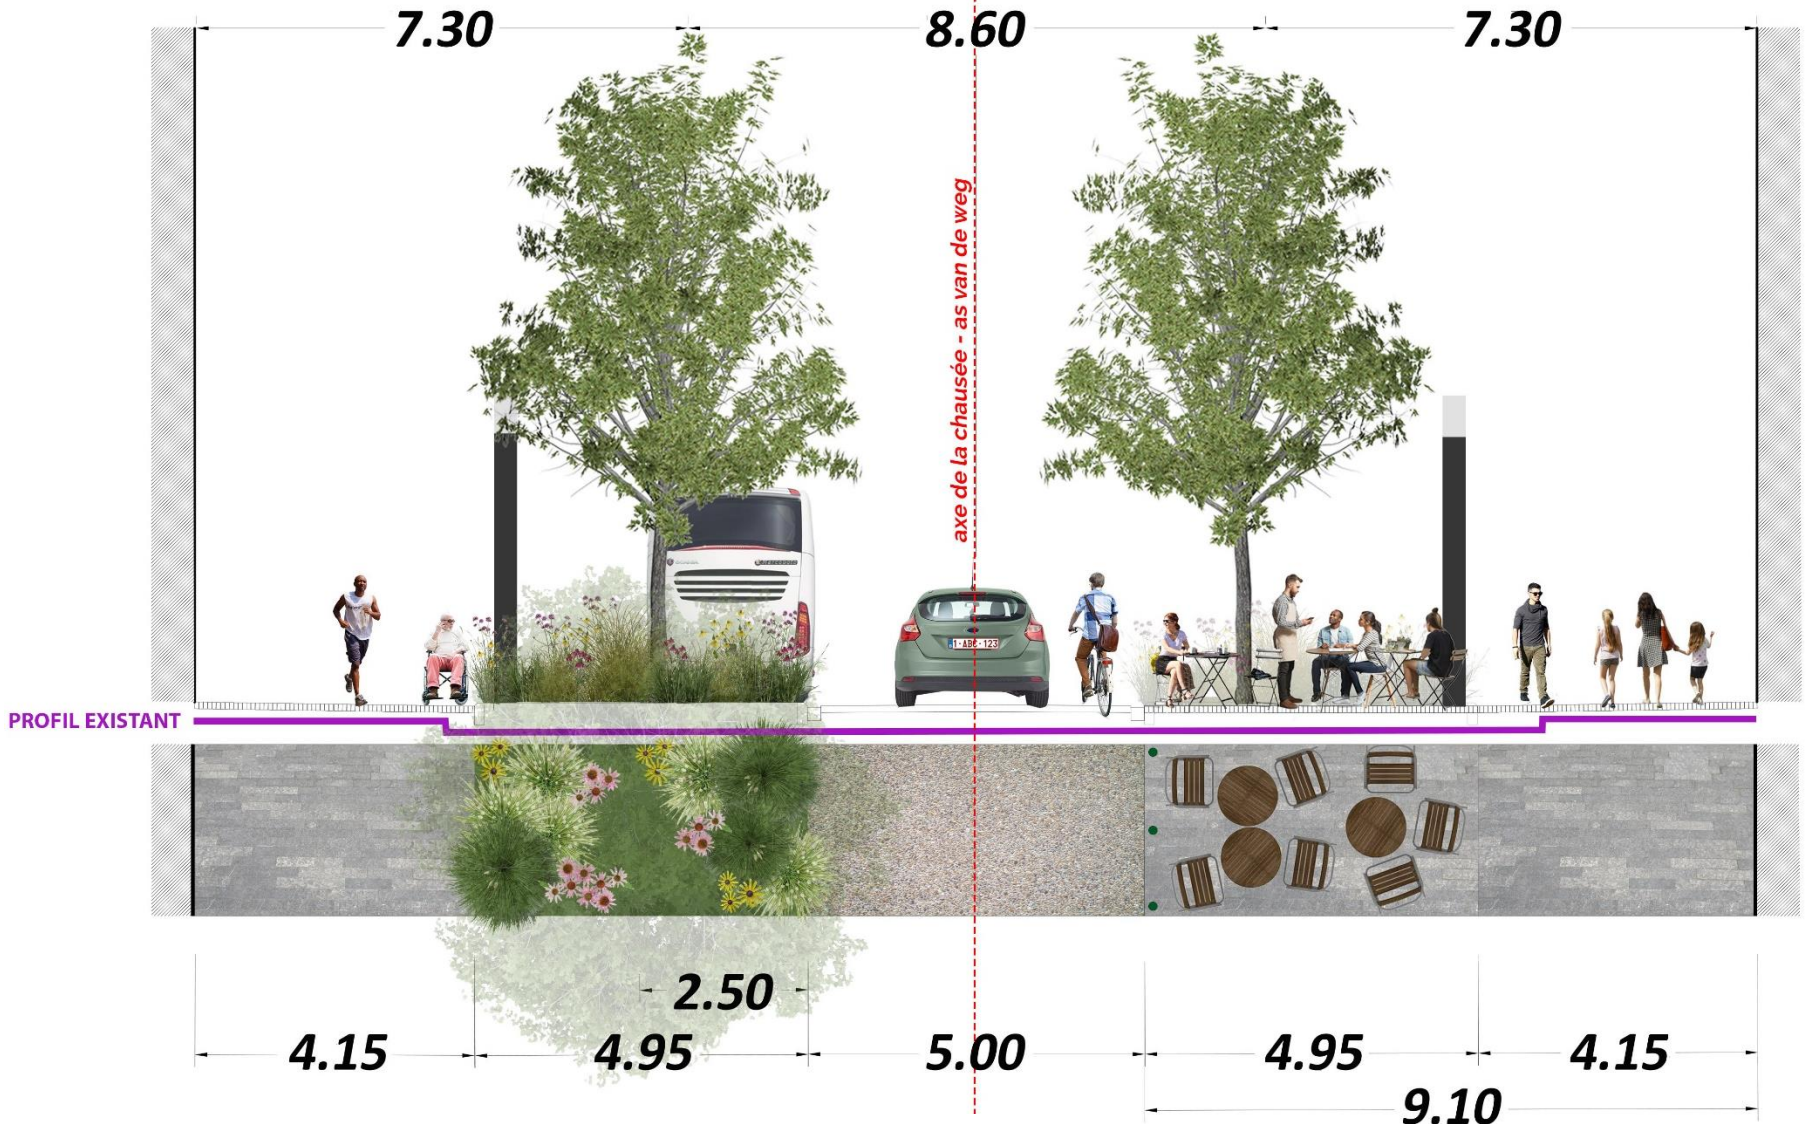 7.30 8.60 7.30
axe de la chausée - as van de weg
1-ABC-123
PROFIL EXISTANT
2.50
4.15 4.95 5.00 4.95 4.15
9.10